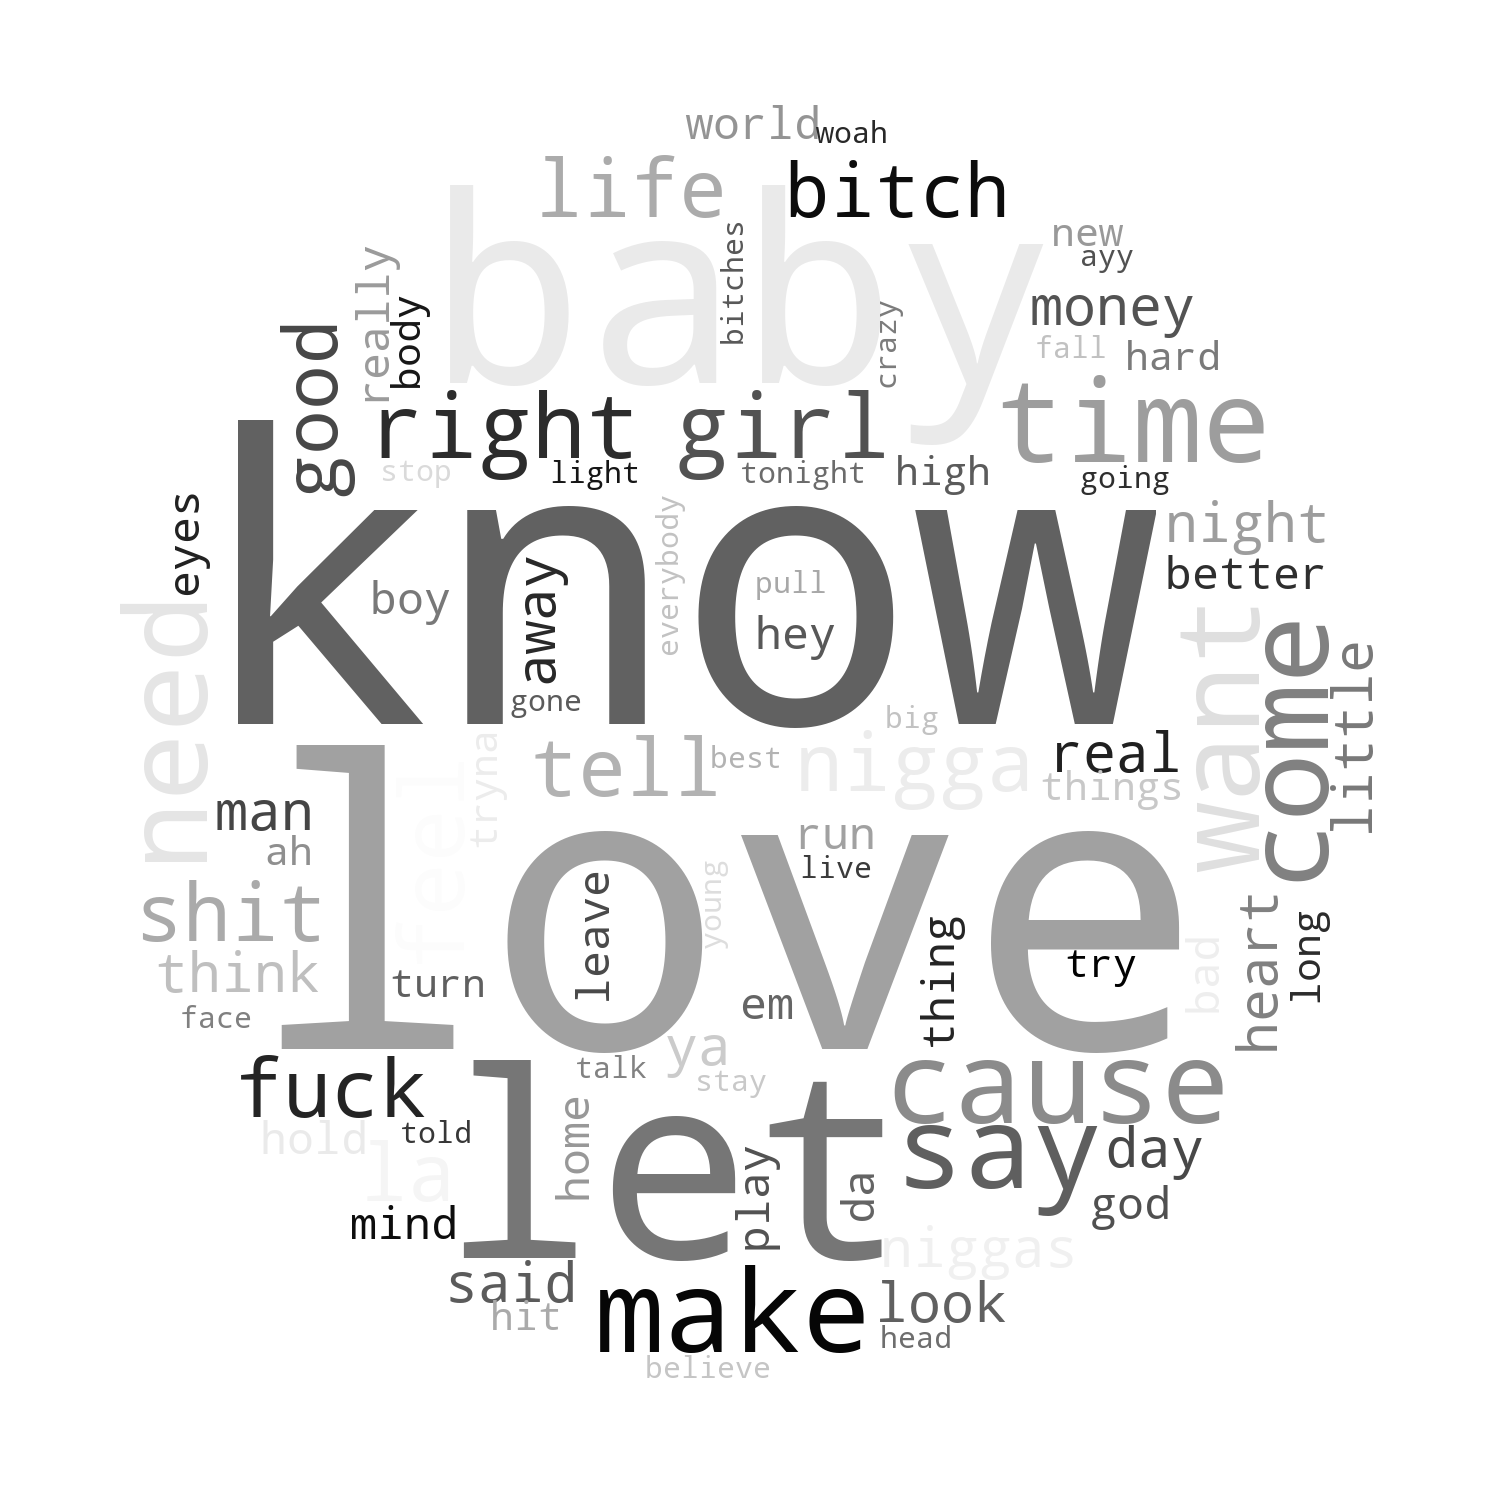 world
woah
life
bitch
baby
bitches
new
ayy
really
body
crazy
money
good
fall
hard
right
girl
time
stop
light
tonight
high
going
know
eyes
everybody
night
better
boy
away
pull
hey
gone
need
want
come
little
big
tell
best
nigga
real
things
tryna
feel
love
man
ah
run
live
shit
leave
young
think
turn
face
em
thing
try
bad
heart
long
fuck
talk
ya
stay
cause
told
hold
la
let
home
play
da
say
day
god
mind
niggas
said
hit
make
look
head
believe